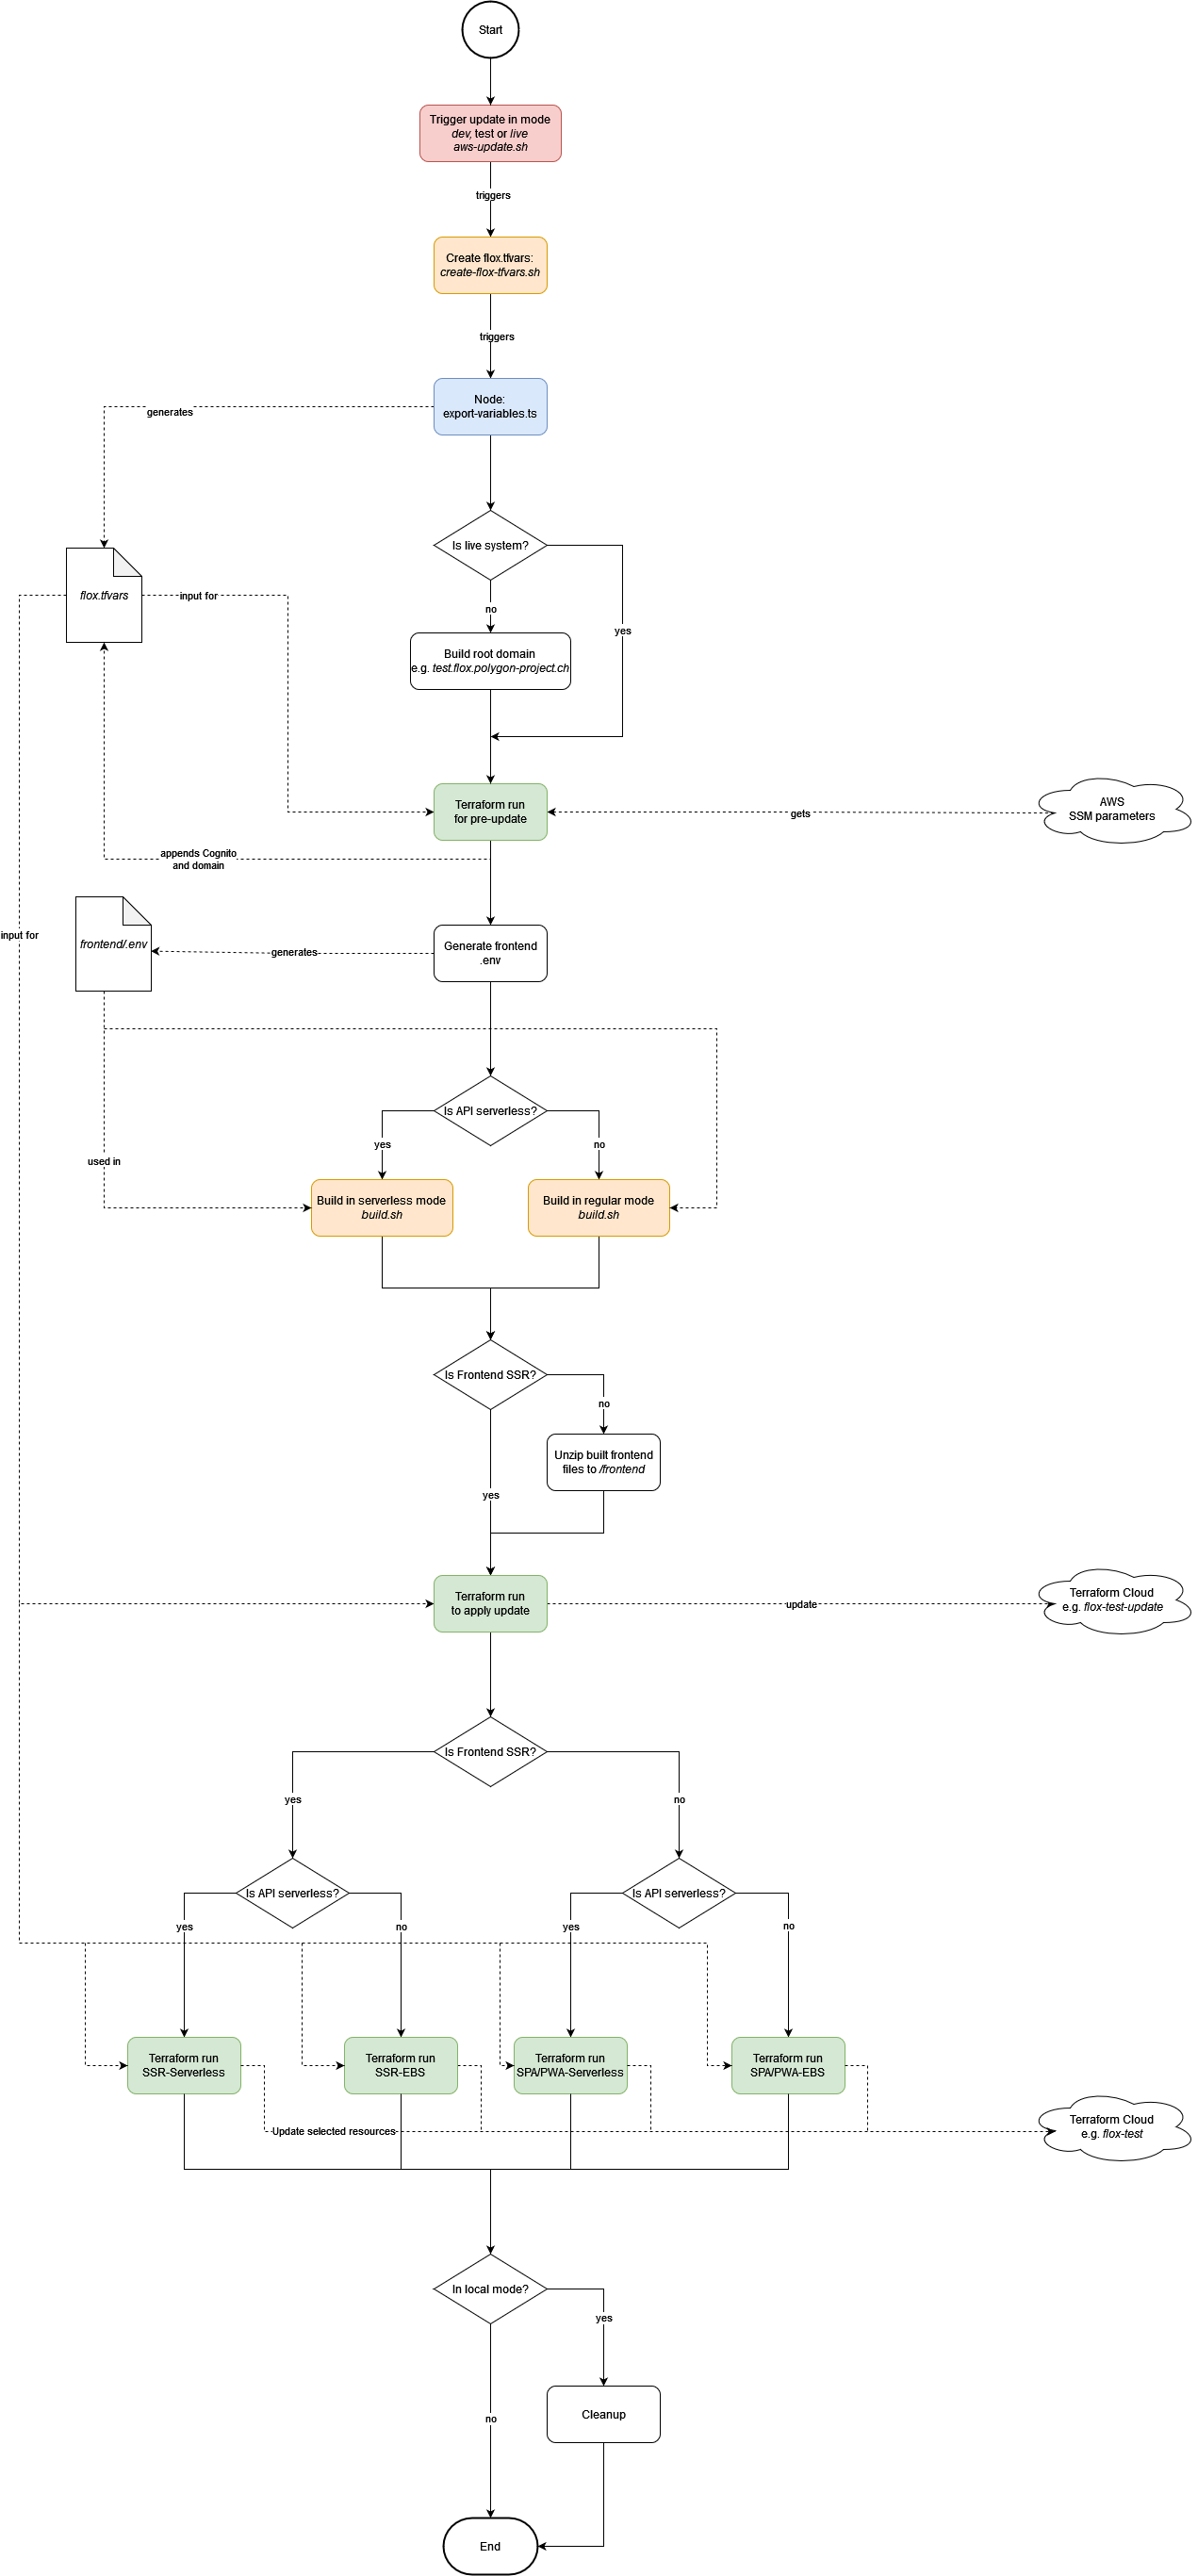 Start
Trigger update in mode
dev, test or live
aws-update.sh
triggers
Create flox.tfvars:
create-flox-tfvars.sh
triggers
Node:
export-variables.ts
generates
Is live system?
flox.tfvars
input for
no
yes
Build root domain
e.g. test.flox.polygon-project.ch
Terraform run
for pre-update
AWS
SSM parameters
gets
appends Cognito
and domain
input for
frontend/.env
generates
Generate frontend
.env
Is API serverless?
yes
no
used in
Build in serverless mode
build.sh
Build in regular mode
build.sh
Is Frontend SSR?
no
Unzip built frontend
files to /frontend
yes
Terraform run
to apply update
update
Terraform Cloud
e.g. flox-test-update
Is Frontend SSR?
yes
no
Is API serverless?
Is API serverless?
yes
no
yes
no
Terraform run
SSR-Serverless
Terraform run
SSR-EBS
Terraform run
SPA/PWA-Serverless
Terraform run
SPA/PWA-EBS
Update selected resources
Terraform Cloud
e.g. flox-test
In local mode?
yes
no
Cleanup
End